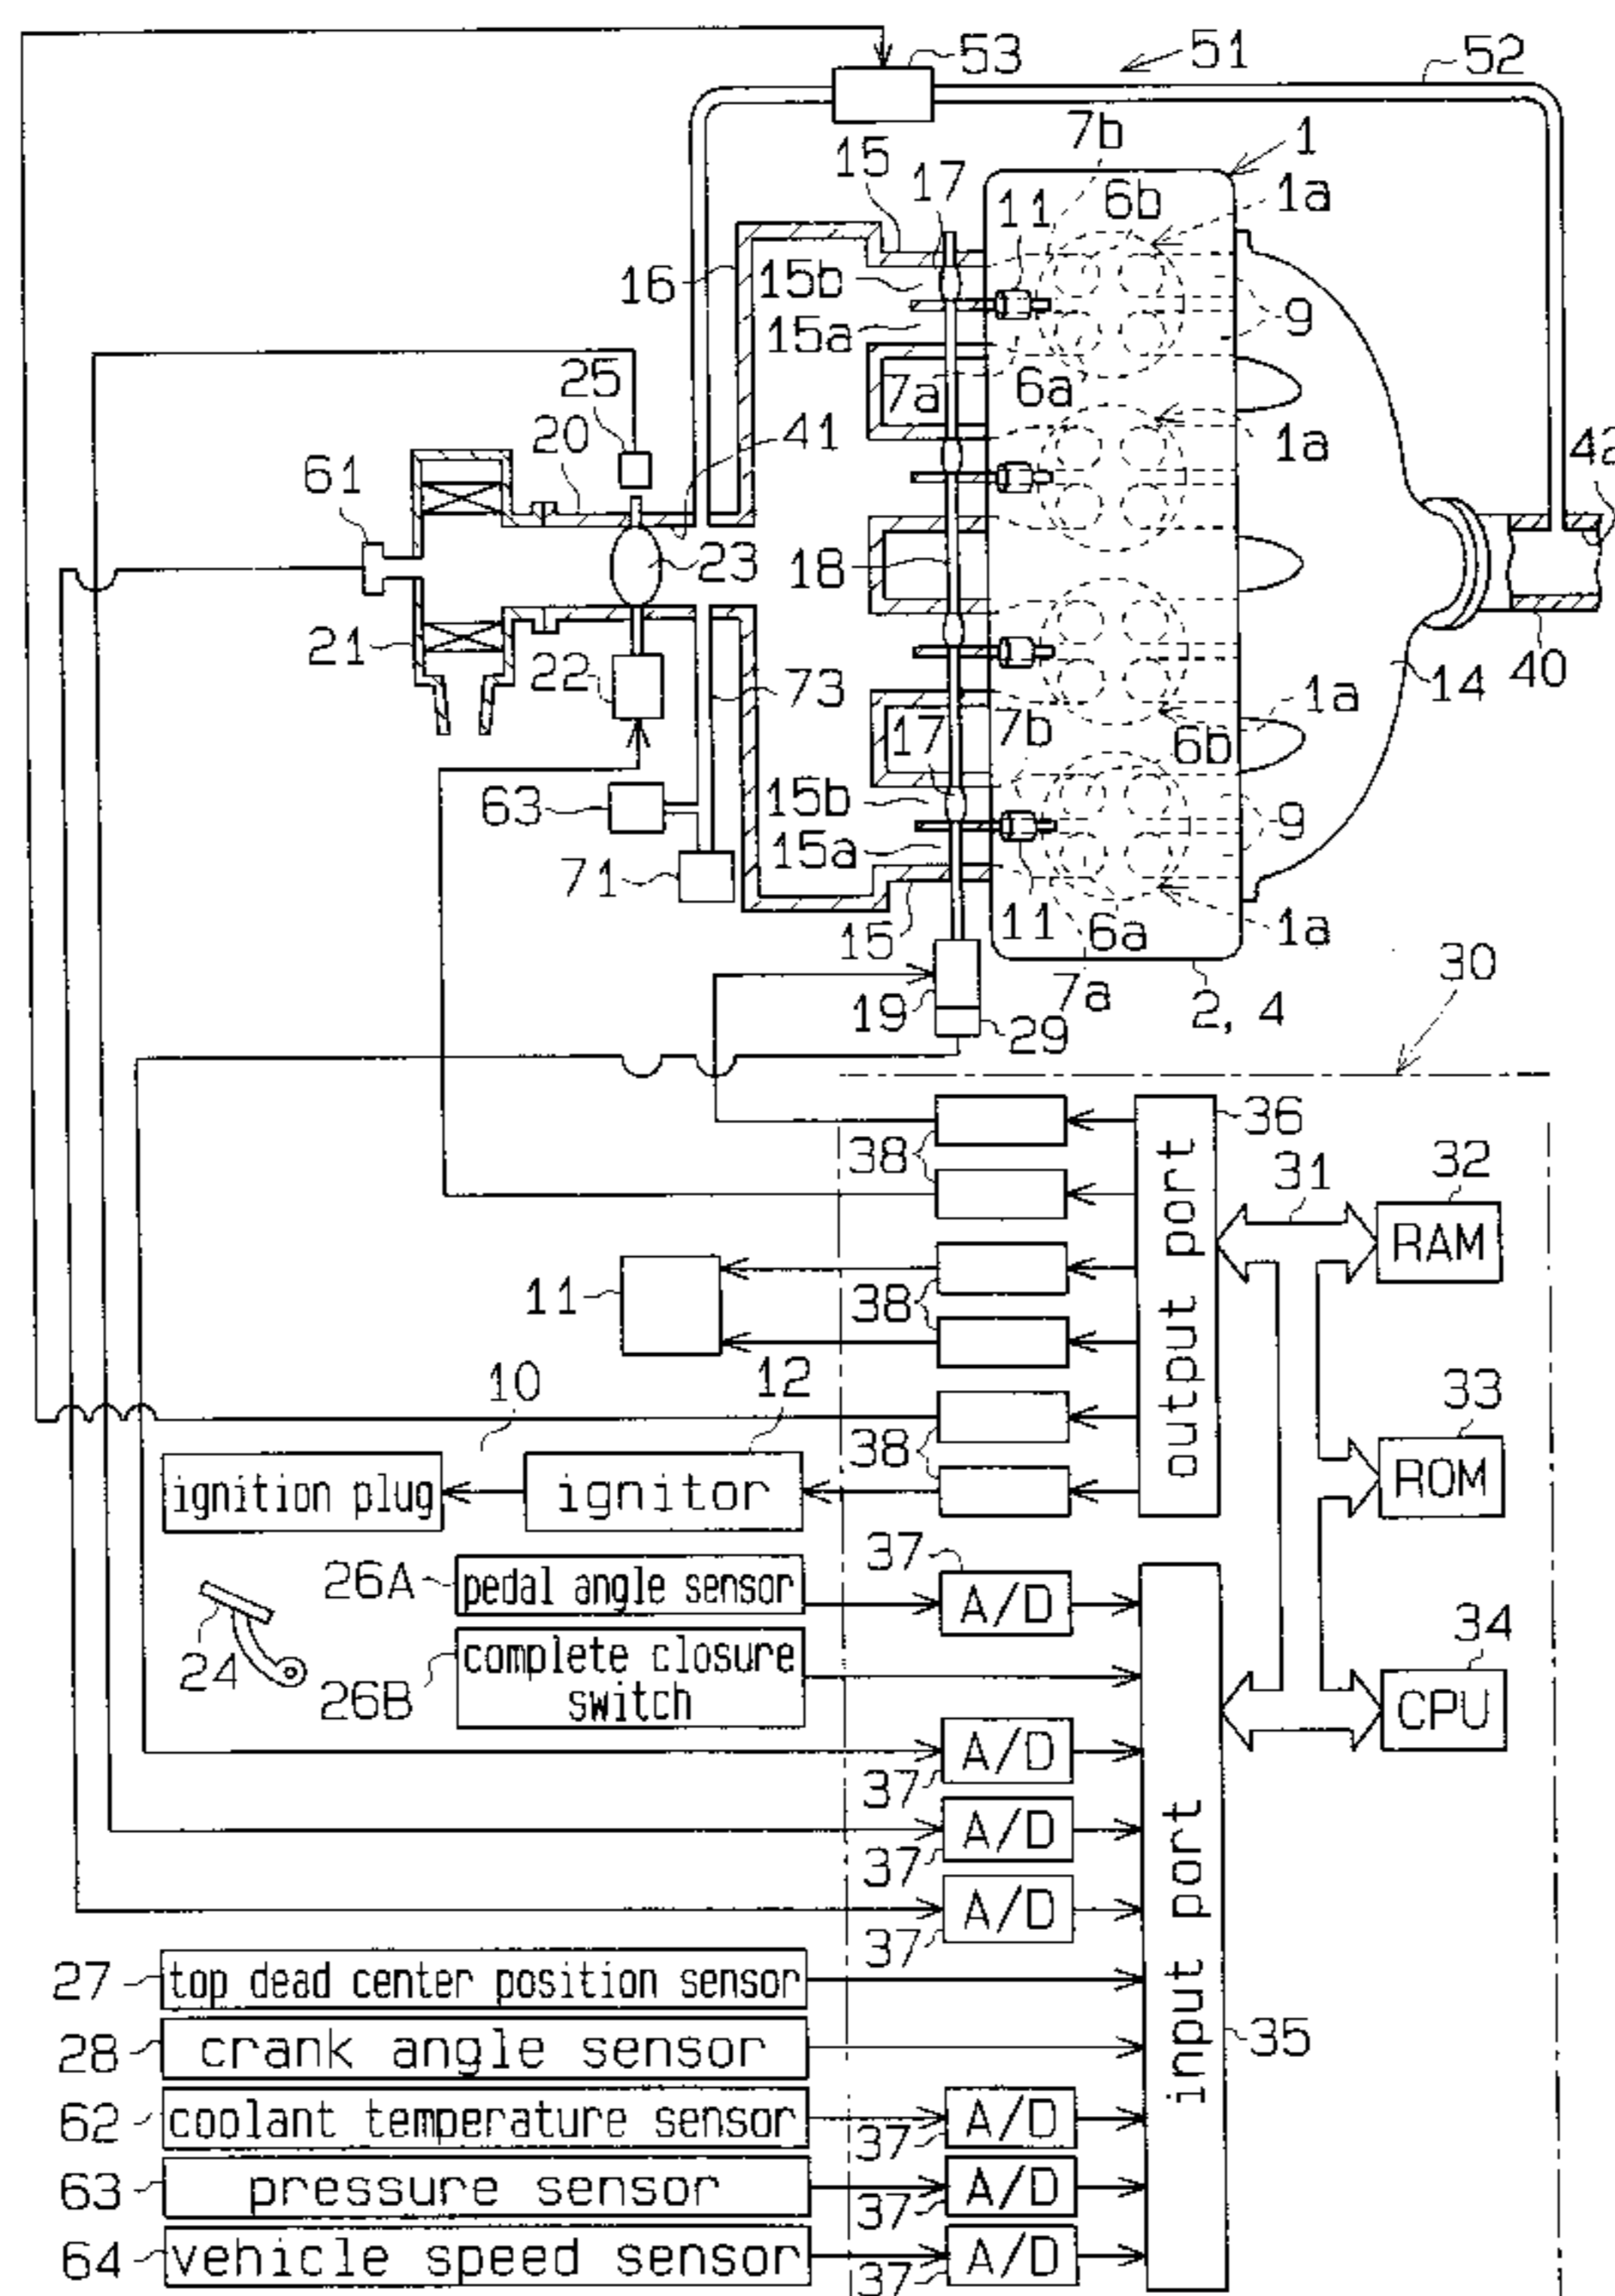 53
51
52
7b
1
15
17
11
6b
1a
16
15b
9
15a
25
7a
6a
20
41
1a
42
61
23
18
21
22
73
14
40
17
7b
1a
6b
63
15b
9
71
15a
15
11
6a
1a
19
29
7a
2, 4
30
38
36
31
32
output port
RAM
11
38
10
12
33
38
ROM
ignition plug
ignitor
37
26A
pedal angle sensor
A/D
24
complete closure
switch
26B
34
CPU
A/D
37
A/D
37
input port
A/D
37
27
top dead center position sensor
28
crank angle sensor
35
62
coolant temperature sensor
A/D
37
63
pressure sensor
A/D
37
64
vehicle speed sensor
A/D
37